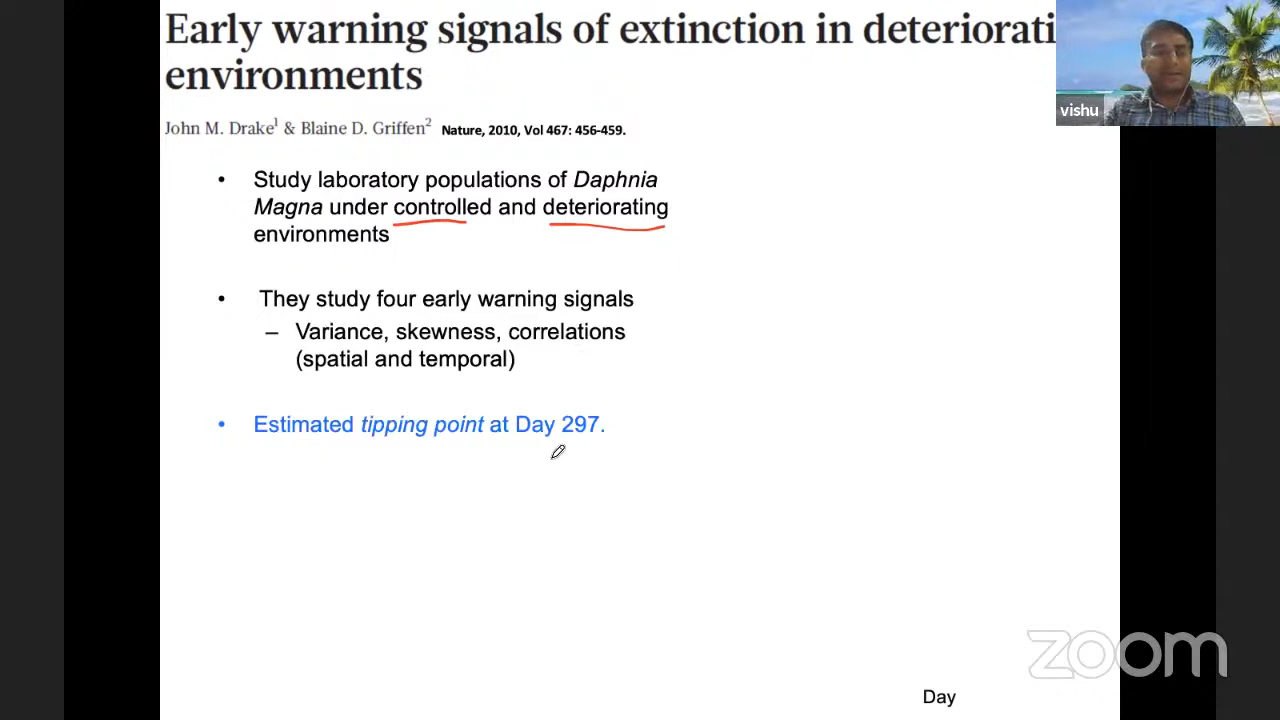 Early warning signals of extinction in deteriorati
environments
John M. Drake¹ & Blaine D. Griffen² Nature, 2010, Vol 467: 456-459.
vishu
• Study laboratory populations of Daphnia
Magna under controlled and deteriorating
environments
• They study four early warning signals
– Variance, skewness, correlations
(spatial and temporal)
• Estimated tipping point at Day 297.
zoom
Day